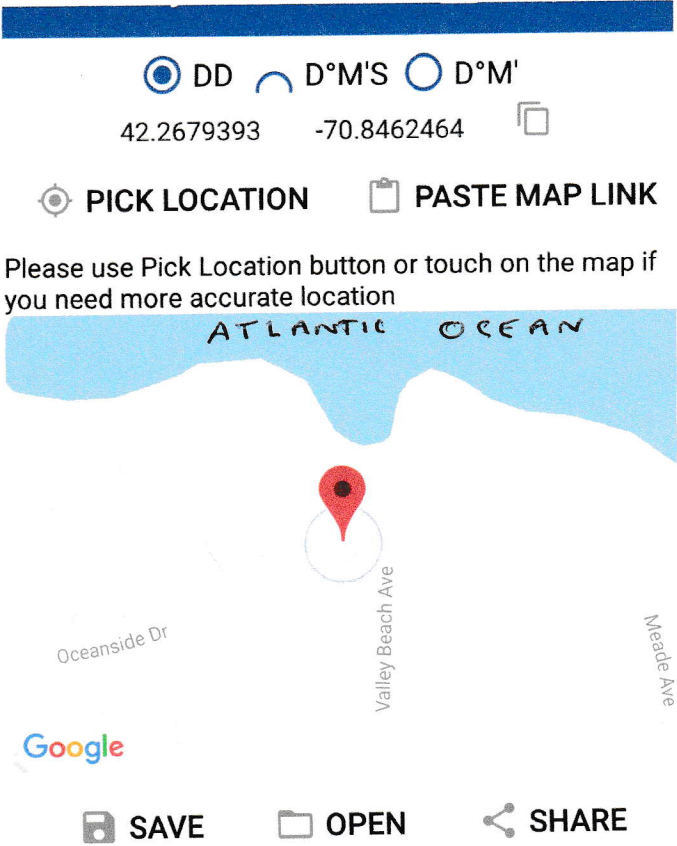 DD D°M'S D°M'
42.2679393 -70.8462464
PICK LOCATION PASTE MAP LINK
Please use Pick Location button or touch on the map if
you need more accurate location
ATLANTIC OCEAN
Oceanside Dr
Valley Beach Ave
Meade Ave
Google
SAVE OPEN SHARE